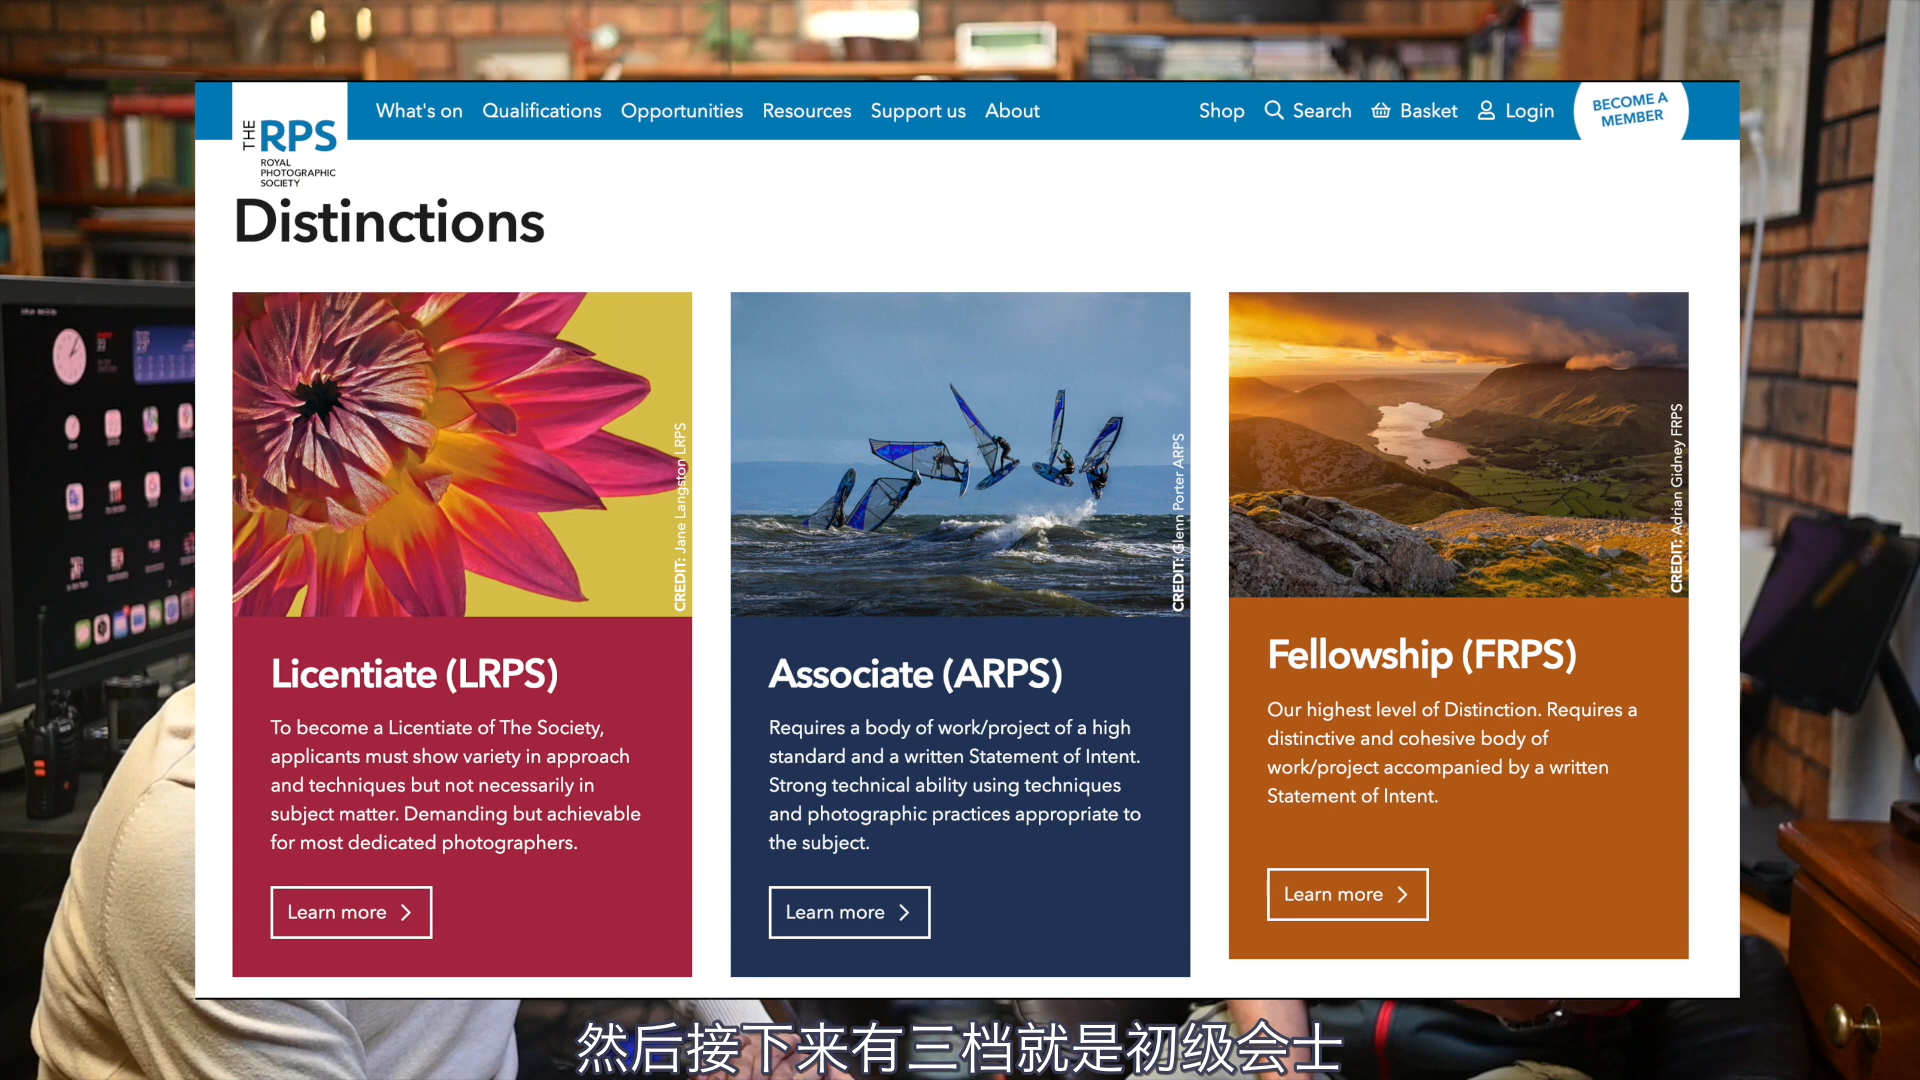 THE RPS
ROYAL
PHOTOGRAPHIC
SOCIETY
What's on
Qualifications
Opportunities
Resources
Support us
About
Shop
Search
Basket
Login
BECOME A
MEMBER
Distinctions
CREDIT: Jane Langston LRPS
Licentiate (LRPS)
To become a Licentiate of The Society,
applicants must show variety in approach
and techniques but not necessarily in
subject matter. Demanding but achievable
for most dedicated photographers.
Learn more
CREDIT: Glenn Porter ARPS
Associate (ARPS)
Requires a body of work/project of a high
standard and a written Statement of Intent.
Strong technical ability using techniques
and photographic practices appropriate to
the subject.
Learn more
CREDIT: Adrian Gidney FRPS
Fellowship (FRPS)
Our highest level of Distinction. Requires a
distinctive and cohesive body of
work/project accompanied by a written
Statement of Intent.
Learn more
然后接下来有三档就是初级会士